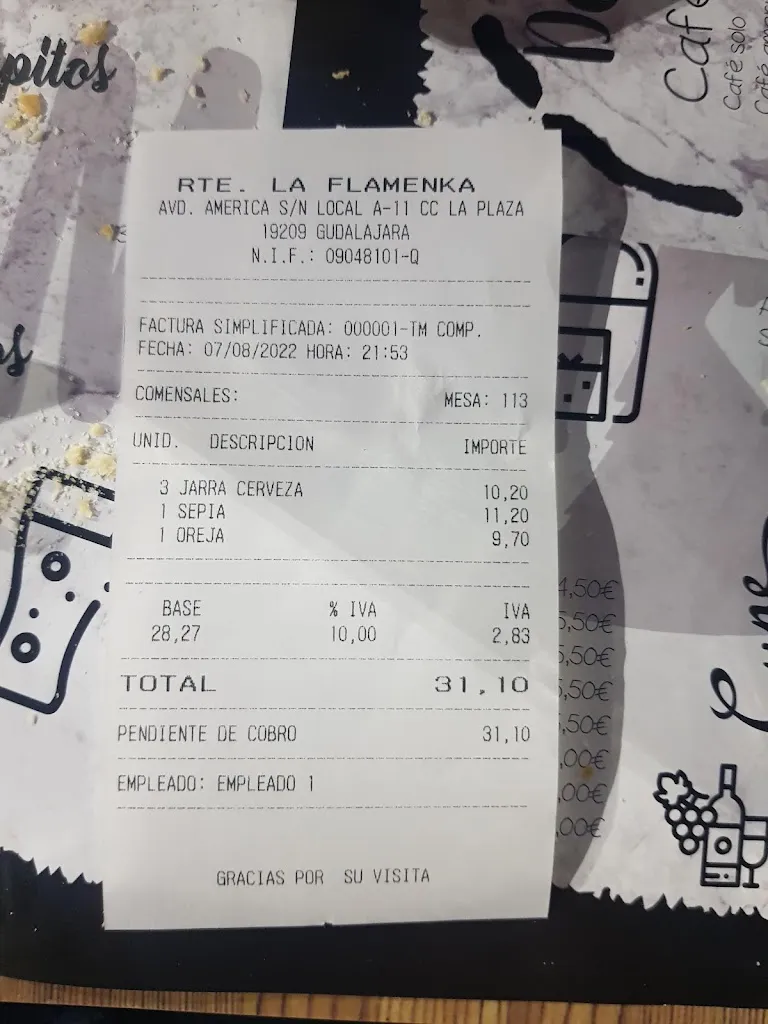 pitos
Café solo
RTE. LA FLAMENKA
AVD. AMERICA S/N LOCAL A-11 CC LA PLAZA
19209 GUDALAJARA
N.I.F.: 09048101-Q
FACTURA SIMPLIFICADA: 000001-TM COMP.
FECHA: 07/08/2022 HORA: 21:53
COMENSALES: MESA: 113
UNID. DESCRIPCION IMPORTE
3 JARRA CERVEZA 10,20
1 SEPIA 11,20
1 OREJA 9,70
BASE % IVA IVA
28,27 10,00 2,83
TOTAL 31,10
PENDIENTE DE COBRO 31,10
EMPLEADO: EMPLEADO 1
GRACIAS POR SU VISITA
4,50€
5,50€
5,50€
5,50€
,50€
,00€
,00€
,00€